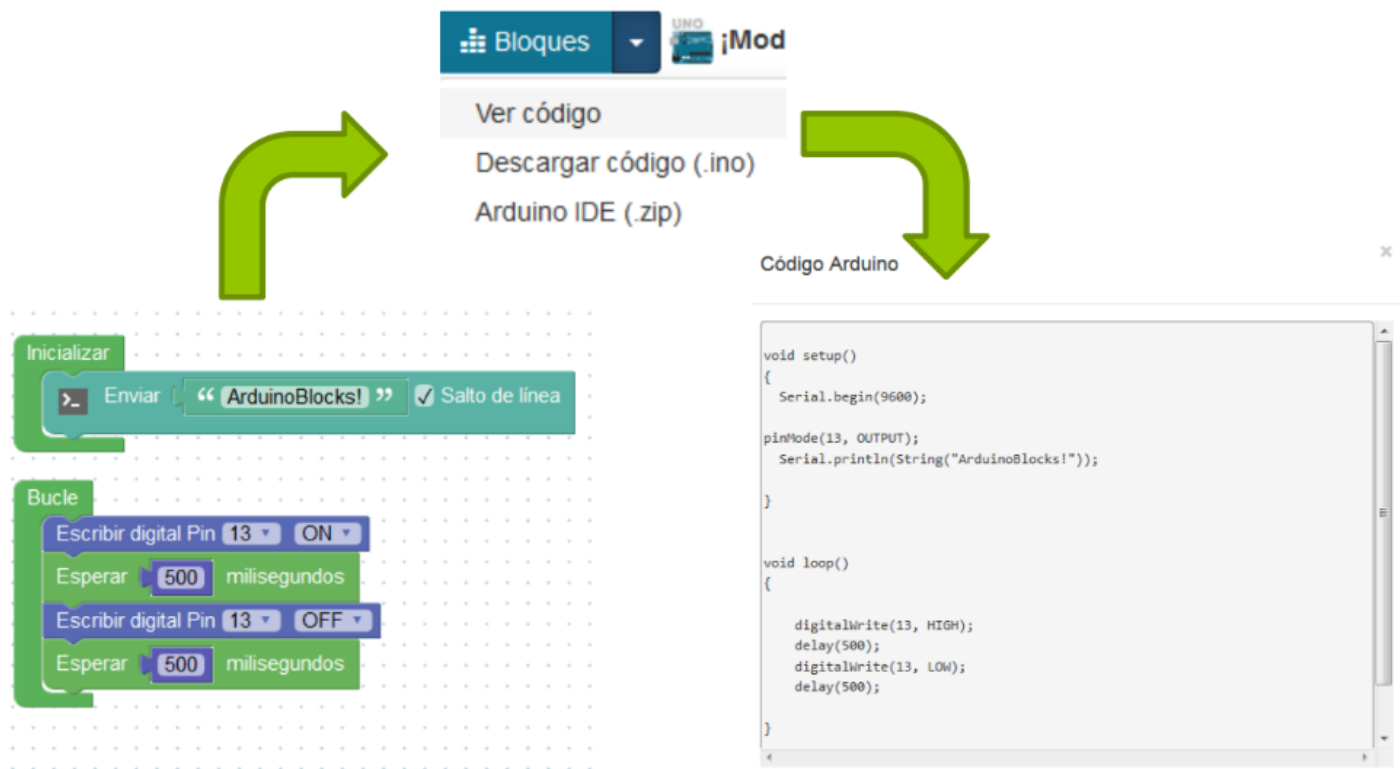 Bloques
UNO
¡Mod
Ver código
Descargar código (.ino)
Arduino IDE (.zip)
Inicializar
>_ Enviar “ ArduinoBlocks! ” ✓ Salto de línea
Bucle
Escribir digital Pin 13 ON
Esperar 500 milisegundos
Escribir digital Pin 13 OFF
Esperar 500 milisegundos
Código Arduino
×
void setup()
{
Serial.begin(9600);
pinMode(13, OUTPUT);
Serial.println(String("ArduinoBlocks!"));
}
void loop()
{
digitalWrite(13, HIGH);
delay(500);
digitalWrite(13, LOW);
delay(500);
}